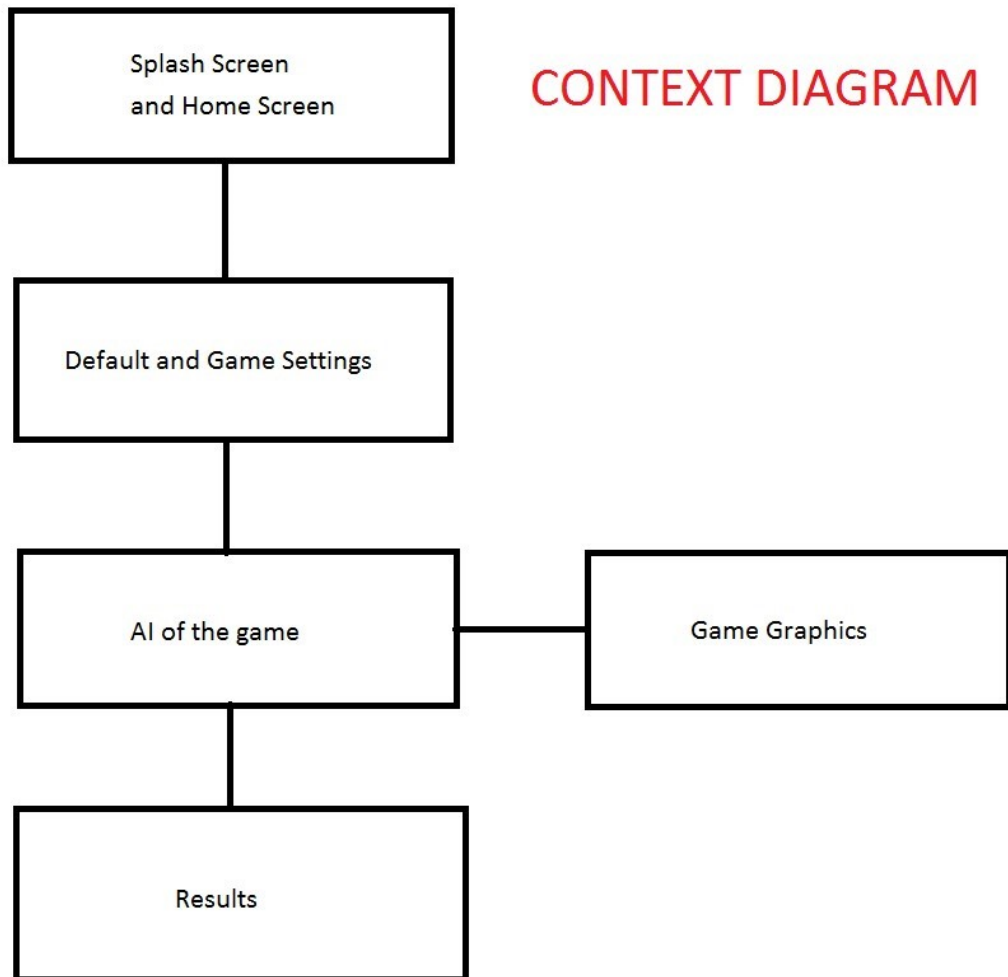 Splash Screen
and Home Screen
CONTEXT DIAGRAM
Default and Game Settings
AI of the game
Game Graphics
Results